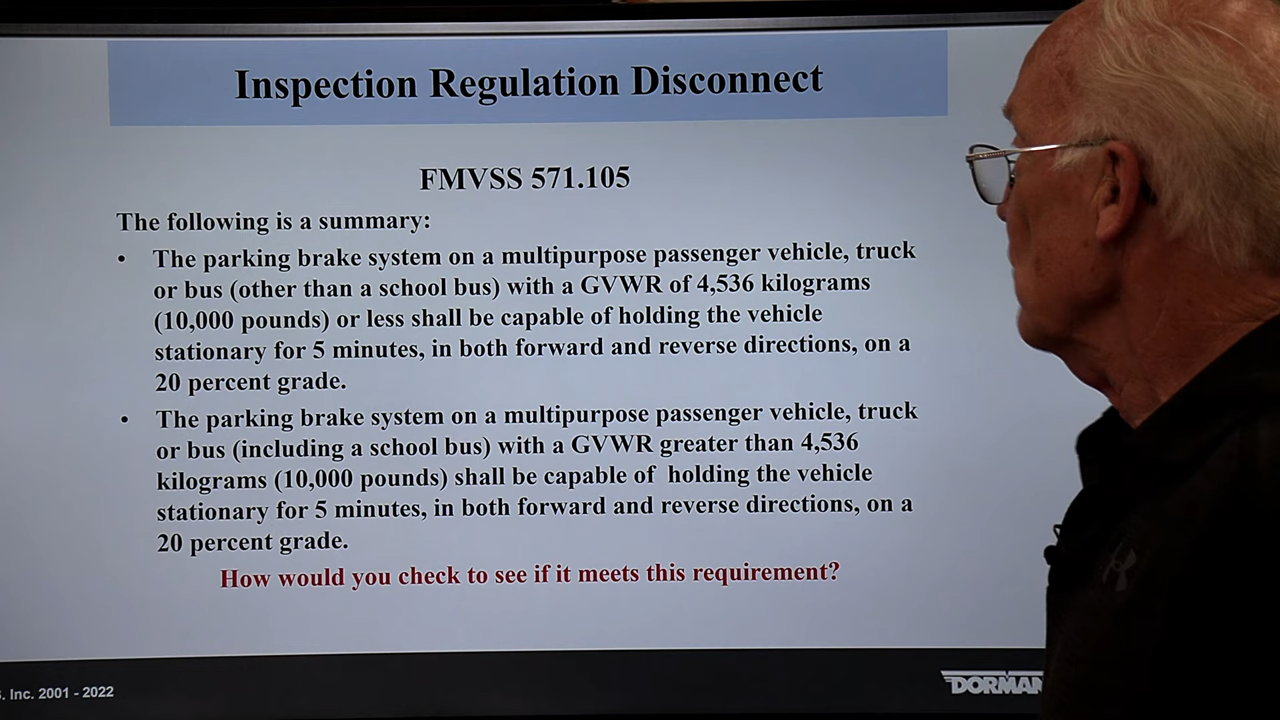 Inspection Regulation Disconnect
FMVSS 571.105
The following is a summary:
• The parking brake system on a multipurpose passenger vehicle, truck
or bus (other than a school bus) with a GVWR of 4,536 kilograms
(10,000 pounds) or less shall be capable of holding the vehicle
stationary for 5 minutes, in both forward and reverse directions, on a
20 percent grade.
• The parking brake system on a multipurpose passenger vehicle, truck
or bus (including a school bus) with a GVWR greater than 4,536
kilograms (10,000 pounds) shall be capable of holding the vehicle
stationary for 5 minutes, in both forward and reverse directions, on a
20 percent grade.
How would you check to see if it meets this requirement?
. Inc. 2001 - 2022
DORMAN